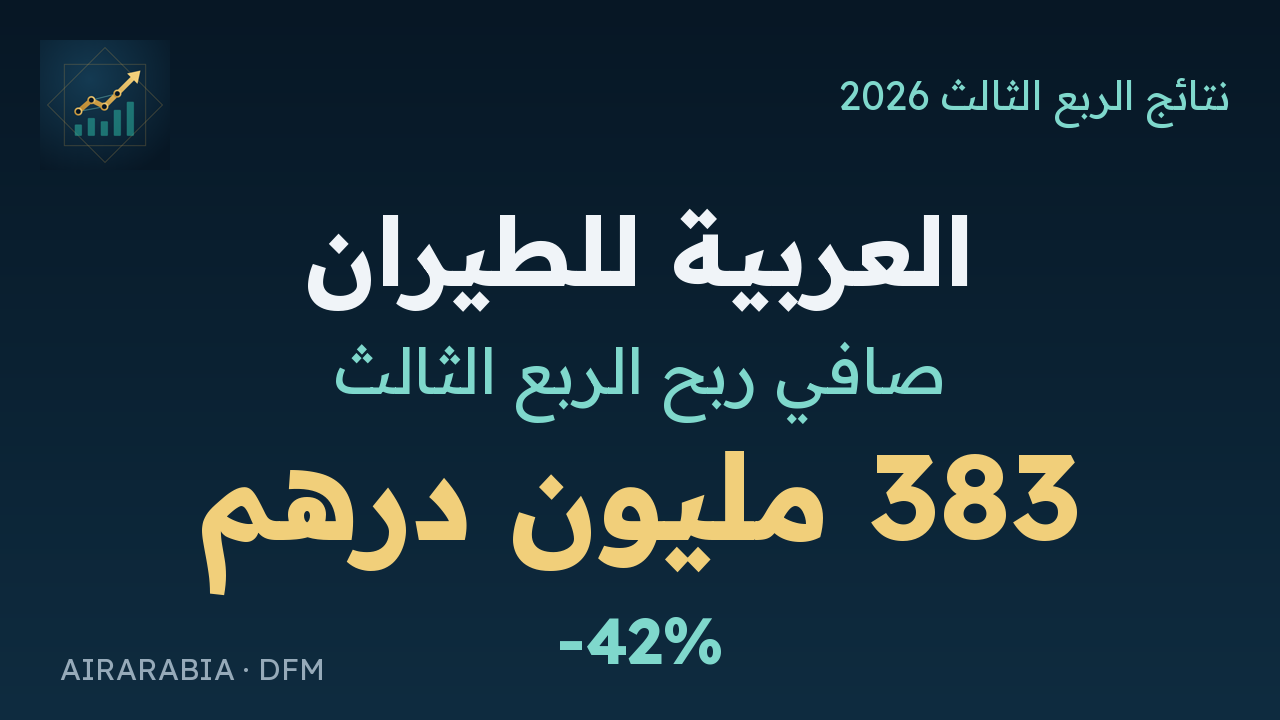 نتائج الربع الثالث 2026
العربية للطيران
صافي ربح الربع الثالث
383 مليون درهم
-42%
AIRARABIA · DFM